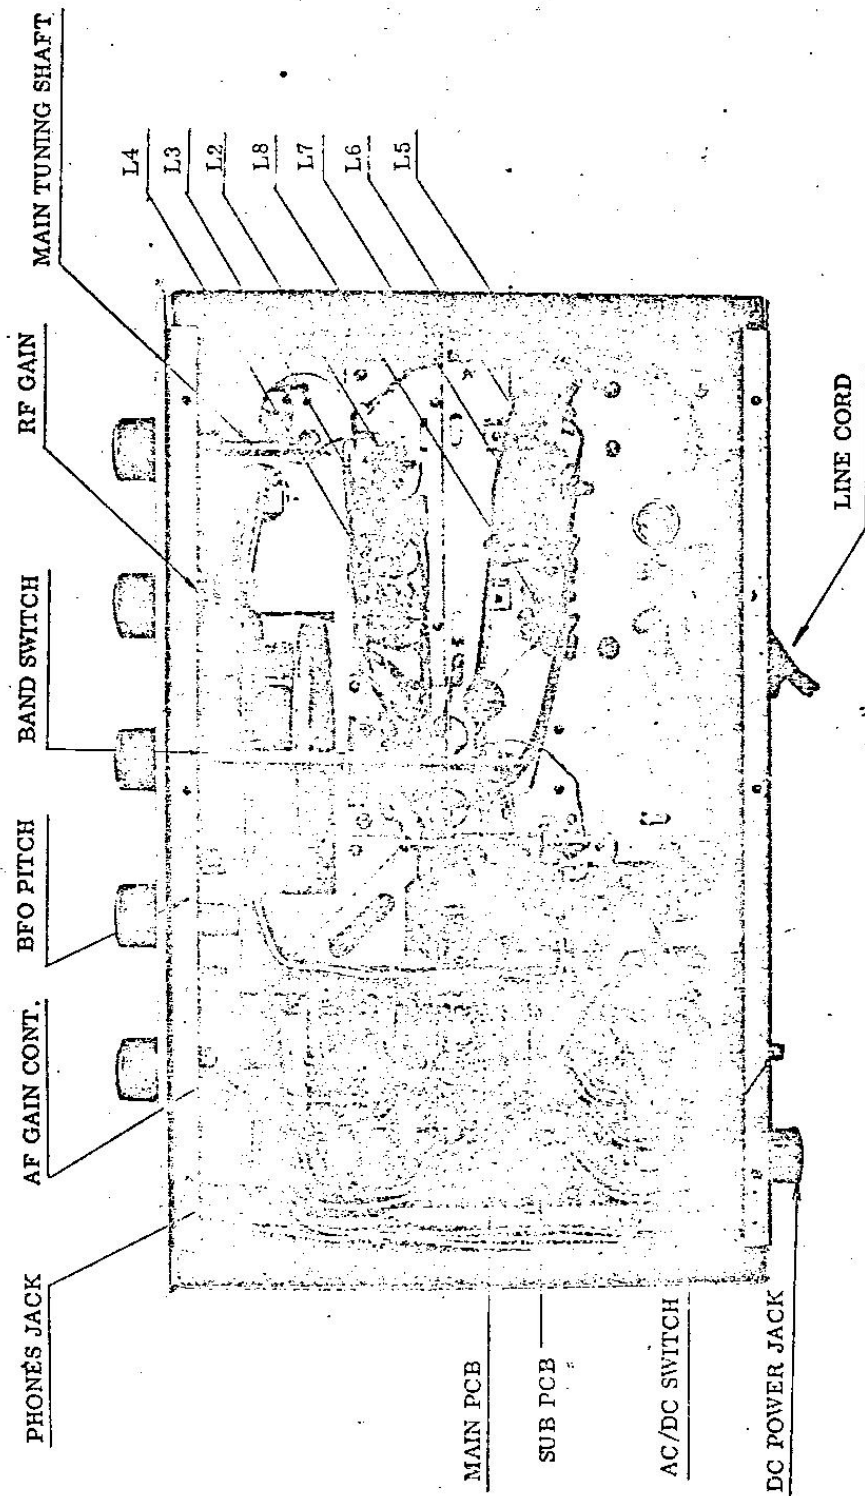 PHONES JACK
AF GAIN CONT.
BFO PITCH
BAND SWITCH
RF GAIN
MAIN TUNING SHAFT
L4
L3
L2
L8
L7
L6
L5
MAIN PCB
SUB PCB
AC/DC SWITCH
DC POWER JACK
LINE CORD